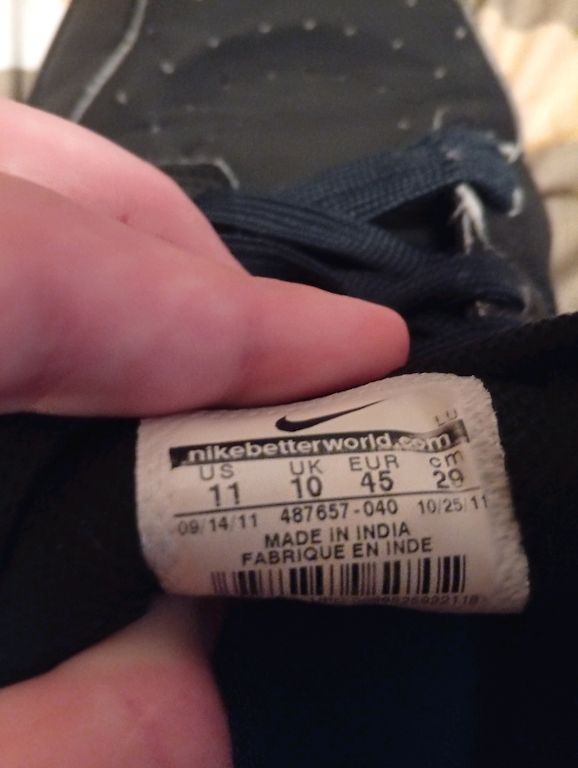 LU
nikebetterworld.com
US UK EUR cm
11 10 45 29
09/14/11 487657-040 10/25/11
MADE IN INDIA
FABRIQUE EN INDE